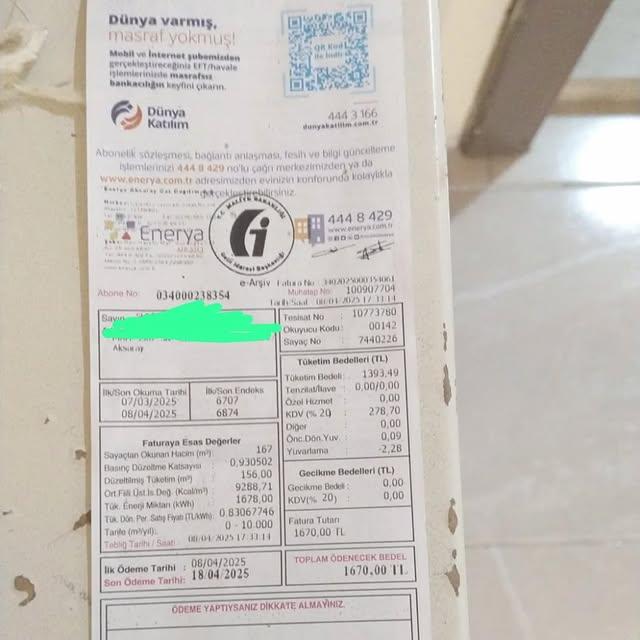 Dünya varmış,
masraf yokmuş!
Mobil ve İnternet şubemizden
gerçekleştireceğiniz EFT/havale
işlemlerinizle masrafsız
bankacılığın keyfini çıkarın.
QR Kod
ile İndir
Dünya
Katılım
444 3 166
dunyakatilim.com.tr
Abonelik sözleşmesi, bağlantı anlaşması, fesih ve bilgi güncelleme
işlemlerinizi 444 8 429 no'lu çağrı merkezimizden ya da
www.enerya.com.tr adresimizden evinizin konforunda kolaylıkla
gerçekleştirebilirsiniz.
Enerya
T.C. MALİYE BAKANLIĞI
Gelir İdaresi Başkanlığı
444 8 429
www.enerya.com.tr
e-Arşiv Fatura No
Abone No: 034000238354
Muhatap No: 100907704
Tarih/Saat: 08/04/2025 17:33:14
Sayın
Aksaray
Tesisat No : 10773780
Okuyucu Kodu : 00142
Sayaç No : 7440226
İlk/Son Okuma Tarihi İlk/Son Endeks
07/03/2025 6707
08/04/2025 6874
Tüketim Bedelleri (TL)
Tüketim Bedeli : 1393,49
Tenzilat/İlave : 0,00/0,00
Özel Hizmet : 0,00
KDV (% 20) : 278,70
Diğer : 0,00
Önc.Dön.Yuv. : 0,09
Yuvarlama : -2,28
Faturaya Esas Değerler
Sayaçtan Okunan Hacim (m³): 167
Basınç Düzeltme Katsayısı 0,930502
Düzeltilmiş Tüketim (m³) 156,00
Ort.Fiili Üst.Is.Değ. (Kcal/m³) 9288,71
Tük. Enerji Miktarı (kWh) 1678,00
Tük. Dön. Per. Satış Fiyatı (TL/kWh) 0.83067746
Tarife (m³/yıl): 0 - 10.000
Tebliğ Tarihi / Saati : 08/04/2025 17:33:14
Gecikme Bedelleri (TL)
Gecikme Bedeli : 0,00
KDV(% 20) : 0,00
Fatura Tutarı
1670,00 TL
İlk Ödeme Tarihi : 08/04/2025
Son Ödeme Tarihi: 18/04/2025
TOPLAM ÖDENECEK BEDEL
1670,00 TL
ÖDEME YAPTIYSANIZ DİKKATE ALMAYINIZ.